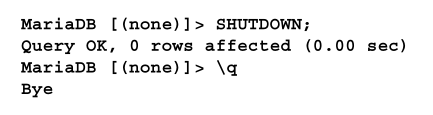 MariaDB [(none)]> SHUTDOWN;
Query OK, 0 rows affected (0.00 sec)
MariaDB [(none)]> \q
Bye